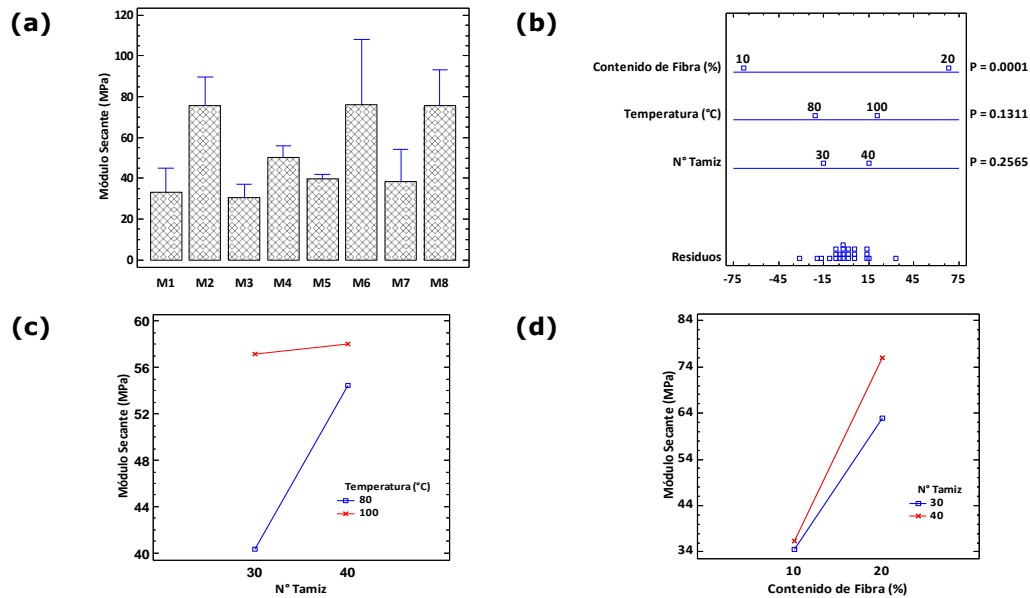 (a)
Módulo Secante (MPa)
140
120
100
80
60
40
20
0
M1 M2 M3 M4 M5 M6 M7 M8
(b)
Contenido de Fibra (%) 10 20 P = 0.0001
Temperatura (°C) 80 100 P = 0.1311
N° Tamiz 30 40 P = 0.2565
Residuos
-75 -45 -15 15 45 75
(c)
Módulo Secante (MPa)
60
56
52
48
44
40
Temperatura (°C)
80
100
30 40
N° Tamiz
(d)
Módulo Secante (MPa)
84
74
64
54
44
34
N° Tamiz
30
40
10 20
Contenido de Fibra (%)